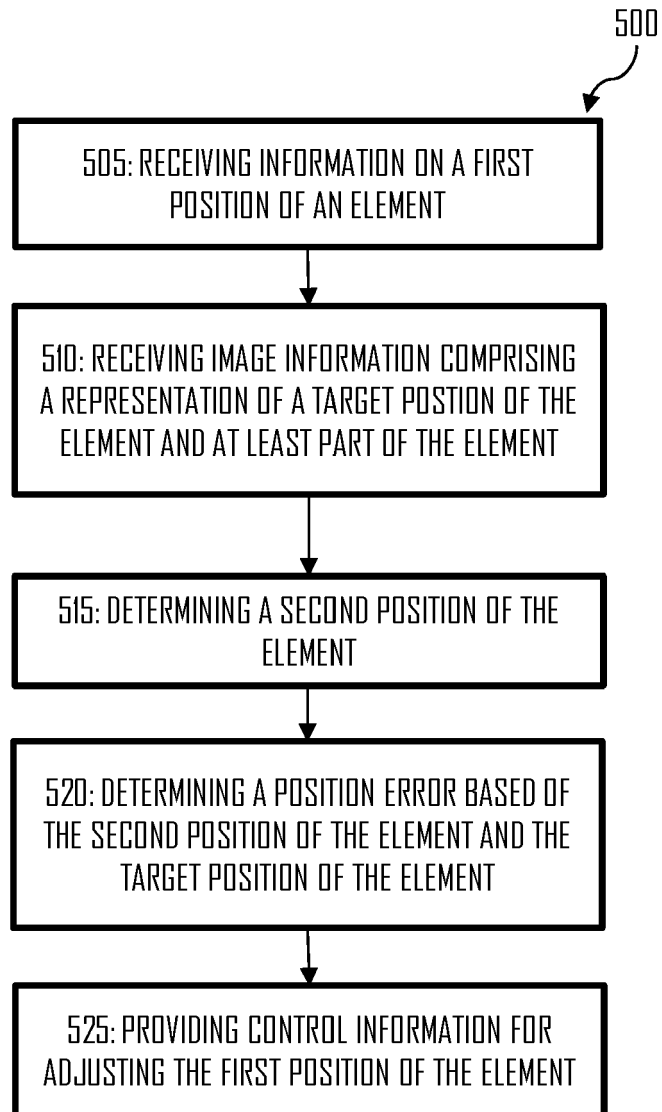 500
505: RECEIVING INFORMATION ON A FIRST
POSITION OF AN ELEMENT
510: RECEIVING IMAGE INFORMATION COMPRISING
A REPRESENTATION OF A TARGET POSTION OF THE
ELEMENT AND AT LEAST PART OF THE ELEMENT
515: DETERMINING A SECOND POSITION OF THE
ELEMENT
520: DETERMINING A POSITION ERROR BASED OF
THE SECOND POSITION OF THE ELEMENT AND THE
TARGET POSITION OF THE ELEMENT
525: PROVIDING CONTROL INFORMATION FOR
ADJUSTING THE FIRST POSITION OF THE ELEMENT